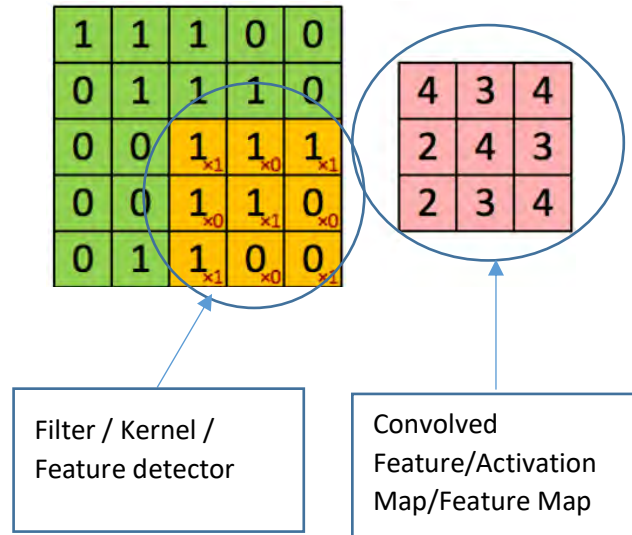 1 1 1 0 0
0 1 1 1 0 4 3 4
0 0 1×1 1×0 1×1 2 4 3
0 0 1×0 1×1 0×0 2 3 4
0 1 1×1 0×0 0×1
Filter / Kernel /
Feature detector
Convolved
Feature/Activation
Map/Feature Map